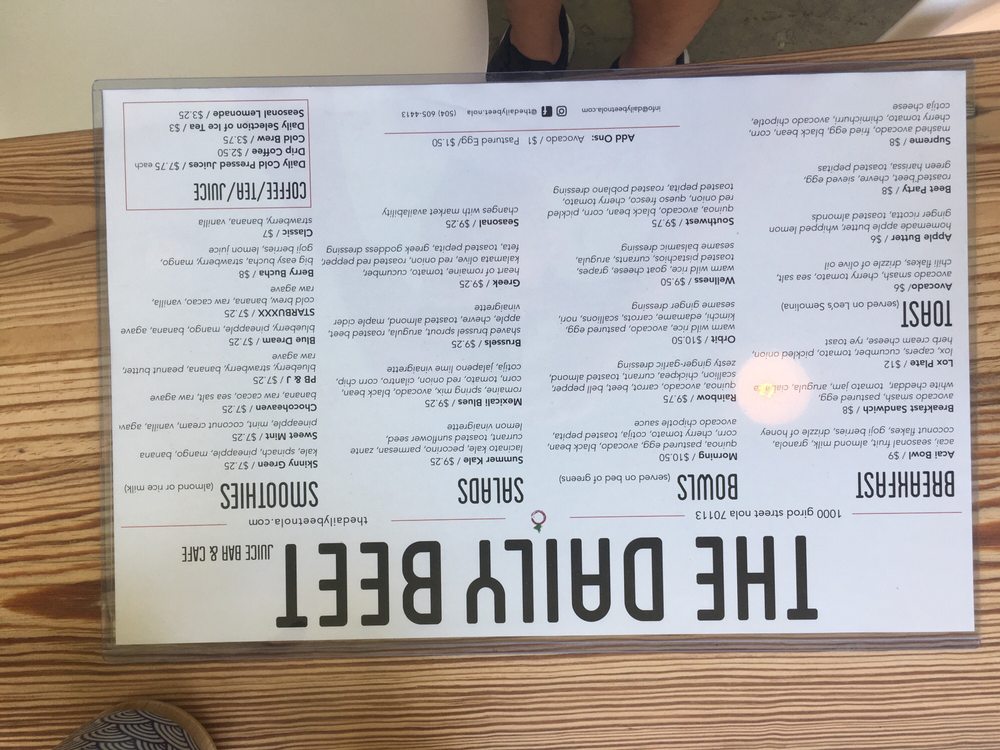 THE DAILY BEET
JUICE BAR & CAFE
1000 girod street nola 70113
thedailybeetnola.com
BREAKFAST
Acai Bowl / $9
acai, seasonal fruit, almond milk, granola,
coconut flakes, goji berries, drizzle of honey
Breakfast Sandwich / $8
avocado smash, pastured egg,
white cheddar, tomato jam, arugula,
Lox Plate / $12
lox, capers, cucumber, tomato, pickled onion,
herb cream cheese, rye toast
TOAST (served on Leo's Semolina)
Avocado/ $6
avocado smash, cherry tomato, sea salt,
chili flakes, drizzle of olive oil
Apple Butter / $6
homemade apple butter, whipped lemon
ginger ricotta, toasted almonds
Beet Party / $8
roasted beet, chevre, sieved egg,
green harissa, toasted pepitas
Supreme / $8
mashed avocado, fried egg, black bean, corn,
cherry tomato, chimichurri, avocado chipotle,
cotija cheese
BOWLS (served on bed of greens)
Morning / $10.50
quinoa, pastured egg, avocado, black bean,
corn, cherry tomato, cotija, toasted pepita,
avocado chipotle sauce
Rainbow / $9.75
quinoa, avocado, carrot, beet, bell pepper,
scallion, chickpea, currant, toasted almond,
zesty ginger-garlic dressing
Orbit / $10.50
warm wild rice, avocado, pastured egg,
kimchi, edamame, carrots, scallions, nori,
sesame ginger dressing
Wellness / $9.50
warm wild rice, goat cheese, grapes,
toasted pistachios, currants, arugula,
sesame balsamic dressing
Southwest / $9.75
quinoa, avocado, black bean, corn, pickled
red onion, queso fresco, cherry tomato,
toasted pepita, roasted poblano dressing
SALADS
Summer Kale / $9.25
lacinato kale, pecorino, parmesan, zante
currant, toasted sunflower seed,
lemon vinaigrette
Mexicali Blues / $9.25
romaine, spring mix, avocado, black bean,
corn, tomato, red onion, cilantro, corn chip,
cotija, jalapeno lime vinaigrette
Brussels / $9.25
shaved brussel sprout, arugula, roasted beet,
apple, chevre, toasted almond, maple cider
vinaigrette
Greek / $9.25
heart of romaine, tomato, cucumber,
kalamata olive, red onion, roasted red pepper,
feta, toasted pepita, greek goddess dressing
Seasonal / $9.25
changes with market availability
Add Ons: Avocado / $1 Pastured Egg/ $1.50
info@dailybeetnola.com @thedailybeet.nola (504) 605-4413
SMOOTHIES (almond or rice milk)
Skinny Green / $7.25
kale, spinach, pineapple, mango, banana
Sweet Mint / $7.25
pineapple, mint, coconut cream, vanilla, agave
Chocoheaven / $7.25
banana, raw cacao, sea salt, raw agave
PB & J / $7.25
blueberry, strawberry, banana, peanut butter,
raw agave
Blue Dream / $7.25
blueberry, pineapple, mango, banana, agave
STARBUXXX / $7.25
cold brew, banana, raw cacao, vanilla,
raw agave
Berry Bucha / $8
big easy bucha, strawberry, mango,
goji berries, lemon juice
Classic / $7
strawberry, banana, vanilla
COFFEE/TEA/JUICE
Daily Cold Pressed Juices / $7.75 each
Drip Coffee / $2.50
Cold Brew / $3.75
Daily Selection of Ice Tea / $3
Seasonal Lemonade / $3.25